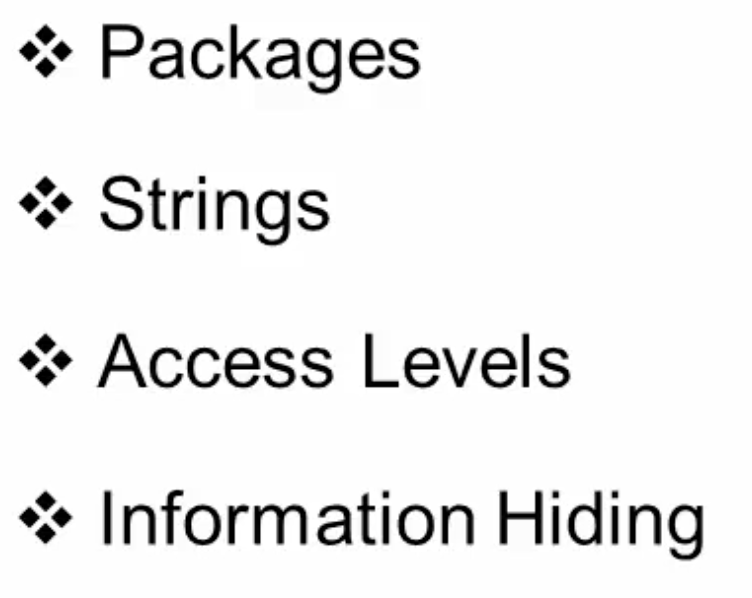 ❖ Packages
❖ Strings
❖ Access Levels
❖ Information Hiding